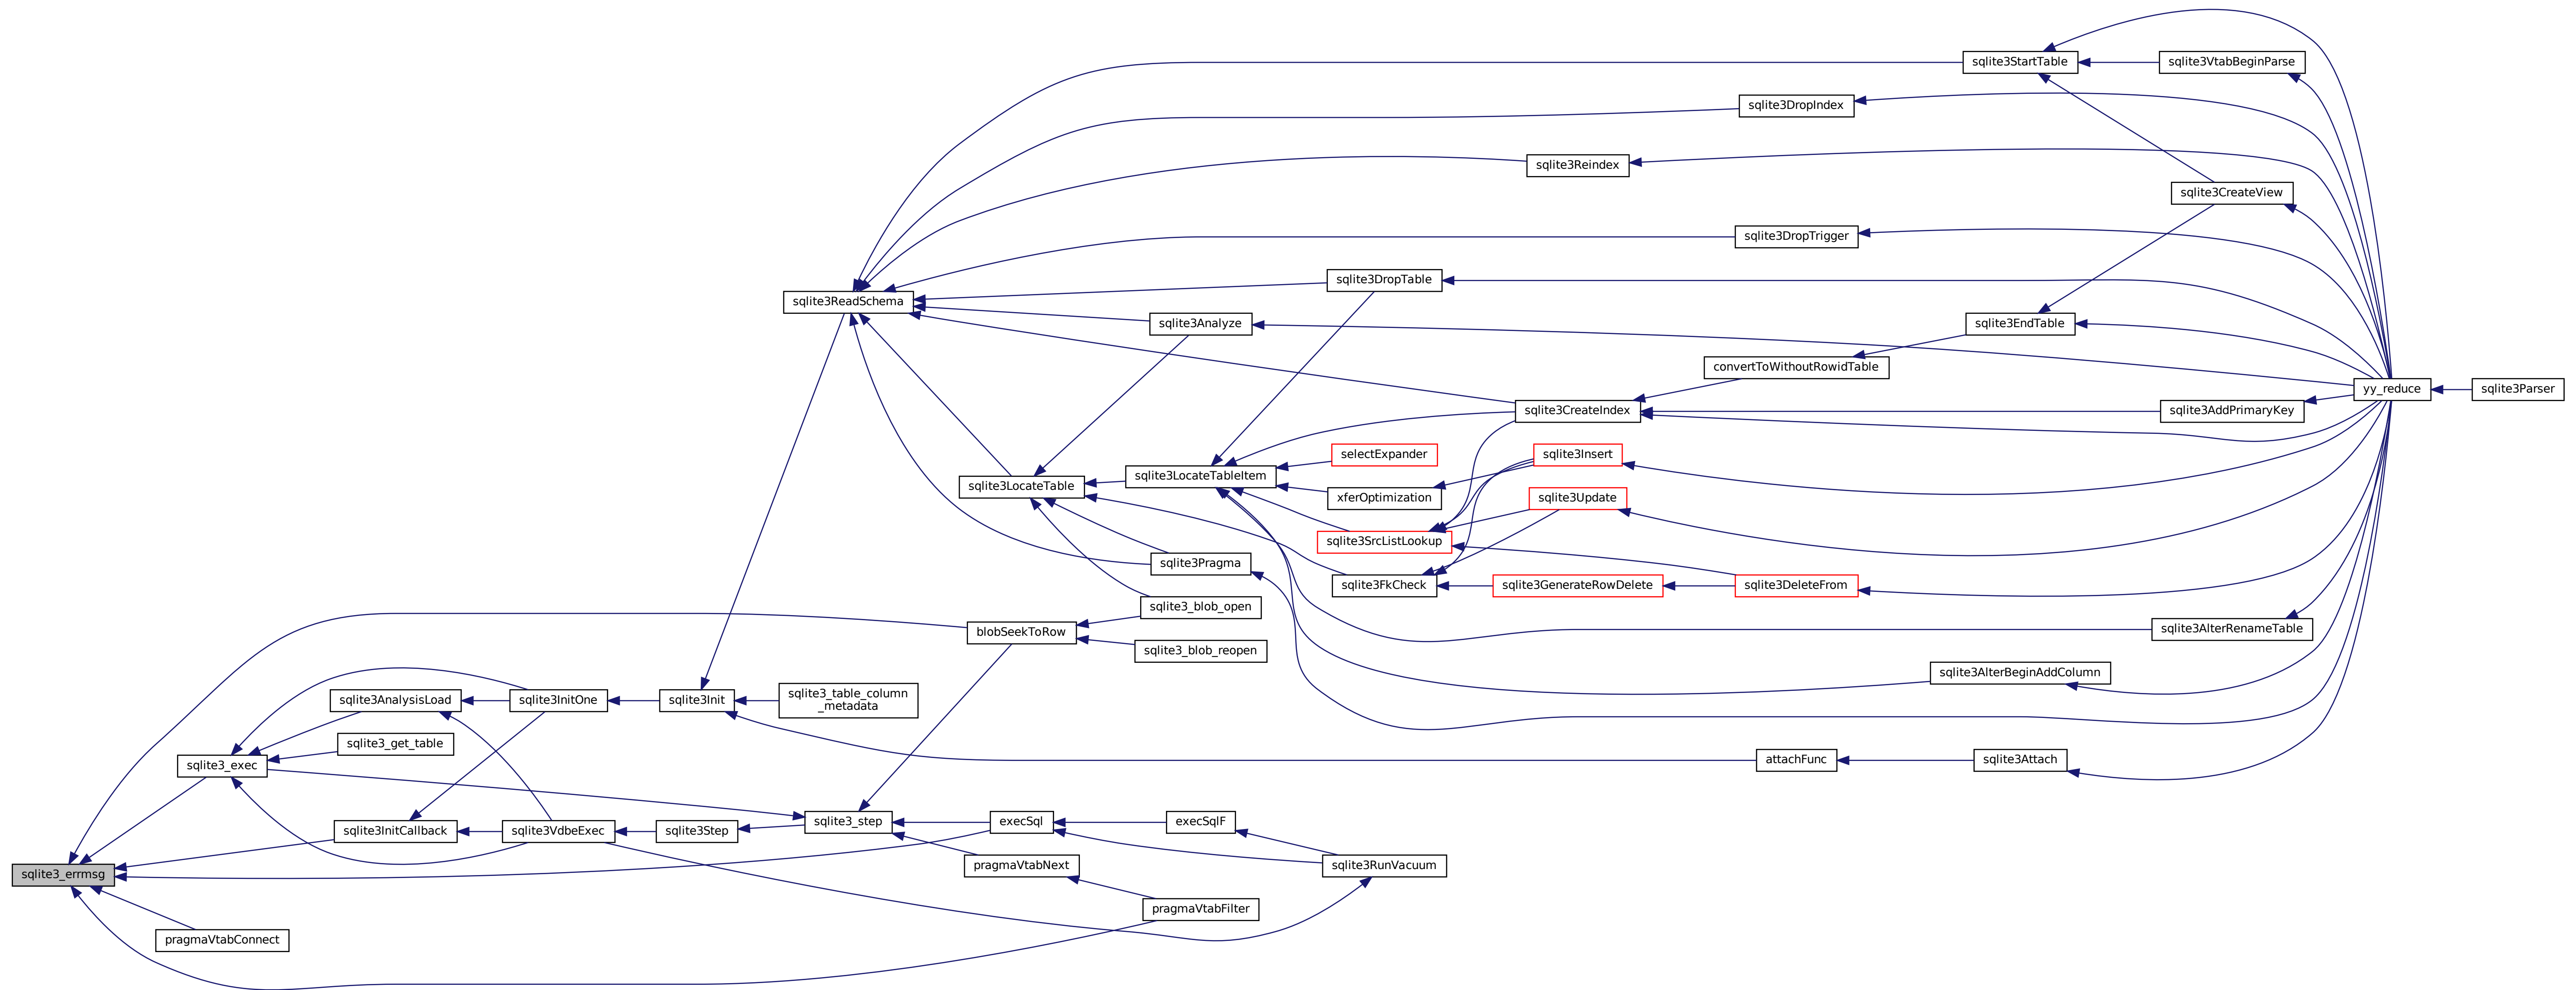 sqlite3StartTable
sqlite3VtabBeginParse
sqlite3DropIndex
sqlite3Reindex
sqlite3CreateView
sqlite3DropTrigger
sqlite3DropTable
sqlite3ReadSchema
sqlite3Analyze
sqlite3EndTable
convertToWithoutRowidTable
yy_reduce
sqlite3Parser
sqlite3CreateIndex
sqlite3AddPrimaryKey
selectExpander
sqlite3Insert
sqlite3LocateTableItem
sqlite3LocateTable
xferOptimization
sqlite3Update
sqlite3SrcListLookup
sqlite3Pragma
sqlite3FkCheck
sqlite3GenerateRowDelete
sqlite3DeleteFrom
sqlite3_blob_open
blobSeekToRow
sqlite3AlterRenameTable
sqlite3_blob_reopen
sqlite3AlterBeginAddColumn
sqlite3AnalysisLoad
sqlite3InitOne
sqlite3Init
sqlite3_table_column
_metadata
sqlite3_get_table
sqlite3_exec
attachFunc
sqlite3Attach
sqlite3InitCallback
sqlite3VdbeExec
sqlite3Step
sqlite3_step
execSql
execSqlF
sqlite3_errmsg
pragmaVtabNext
sqlite3RunVacuum
pragmaVtabFilter
pragmaVtabConnect